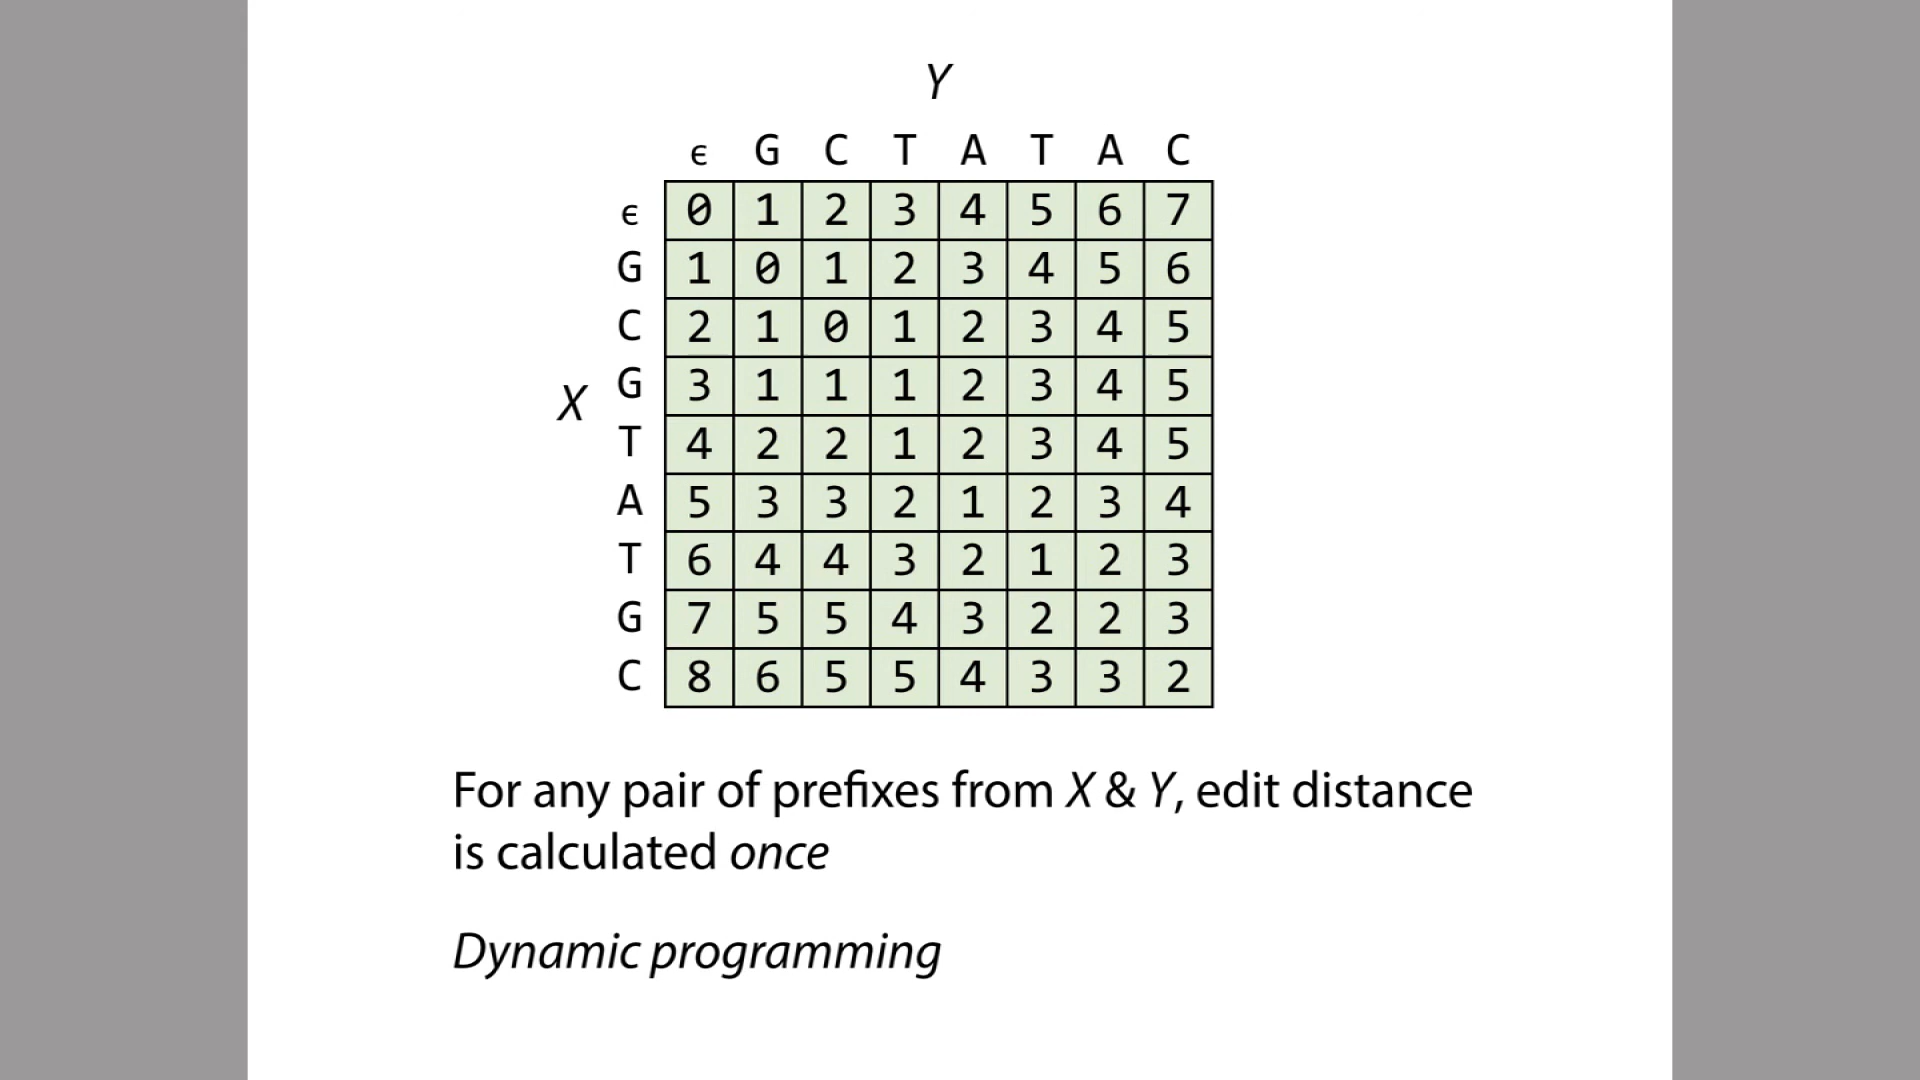 Y
ϵ G C T A T A C
ϵ 0 1 2 3 4 5 6 7
G 1 0 1 2 3 4 5 6
C 2 1 0 1 2 3 4 5
X G 3 1 1 1 2 3 4 5
T 4 2 2 1 2 3 4 5
A 5 3 3 2 1 2 3 4
T 6 4 4 3 2 1 2 3
G 7 5 5 4 3 2 2 3
C 8 6 5 5 4 3 3 2
For any pair of prefixes from X & Y, edit distance
is calculated once
Dynamic programming